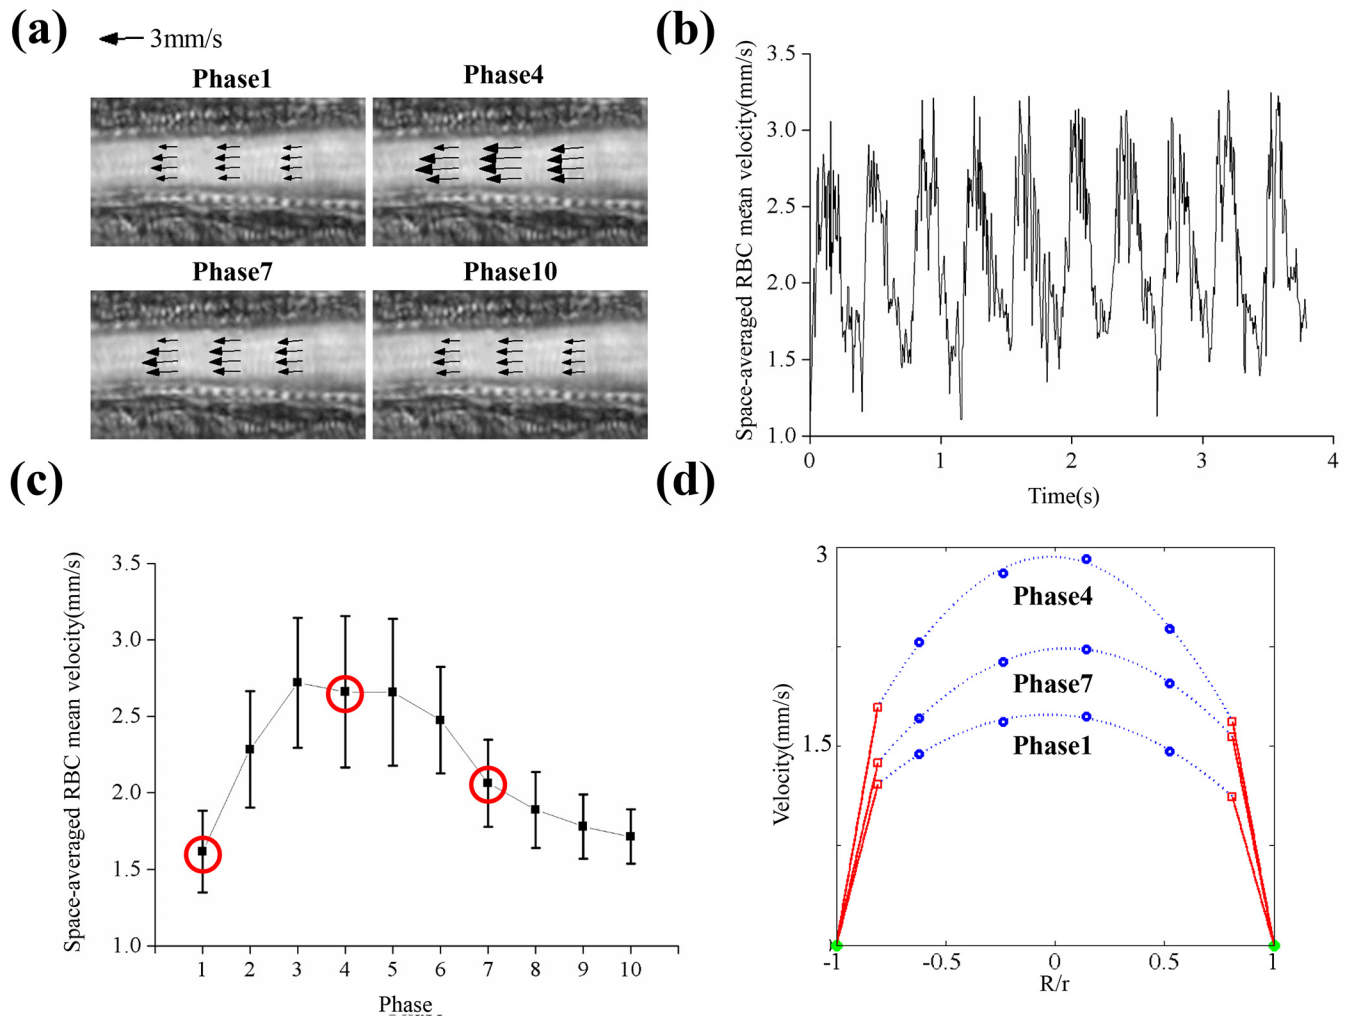 (a)
3mm/s
Phase1
Phase4
Phase7
Phase10
(b)
Space-averaged RBC mean velocity(mm/s)
3.5
3.0
2.5
2.0
1.5
1.0
0
1
2
3
4
Time(s)
(c)
Space-averaged RBC mean velocity(mm/s)
3.5
3.0
2.5
2.0
1.5
1.0
1
2
3
4
5
6
7
8
9
10
Phase
(d)
Velocity(mm/s)
3
1.5
Phase4
Phase7
Phase1
-1
-0.5
0
0.5
1
R/r